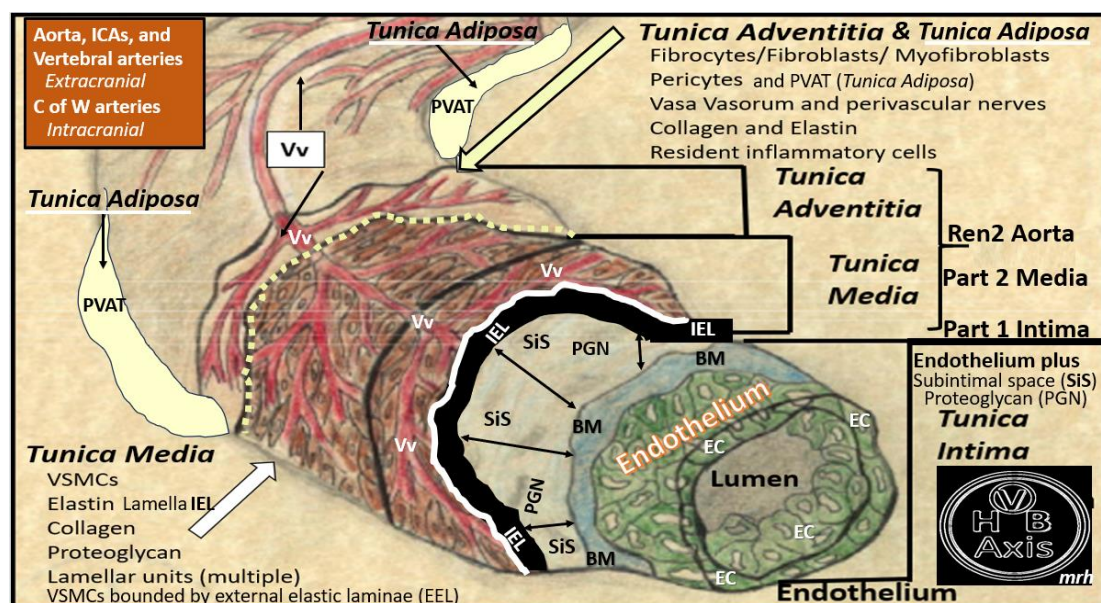 Aorta, ICAs, and
Vertebral arteries
Extracranial
C of W arteries
Intracranial
Tunica Adiposa
PVAT
Vv
Tunica Adventitia & Tunica Adiposa
Fibrocytes/Fibroblasts/ Myofibroblasts
Pericytes and PVAT (Tunica Adiposa)
Vasa Vasorum and perivascular nerves
Collagen and Elastin
Resident inflammatory cells
Tunica Adiposa
PVAT
Tunica
Adventitia
Tunica
Media
Ren2 Aorta
Part 2 Media
Part 1 Intima
Vv
Vv
Vv
Vv
IEL
IEL
IEL
SiS
PGN
SiS
PGN
SiS
BM
BM
BM
Endothelium
EC
EC
EC
EC
Lumen
Endothelium
Endothelium plus
Subintimal space (SiS)
Proteoglycan (PGN)
Tunica
Intima
V
H B
Axis
mrh
Tunica Media
VSMCs
Elastin Lamella IEL
Collagen
Proteoglycan
Lamellar units (multiple)
VSMCs bounded by external elastic laminae (EEL)